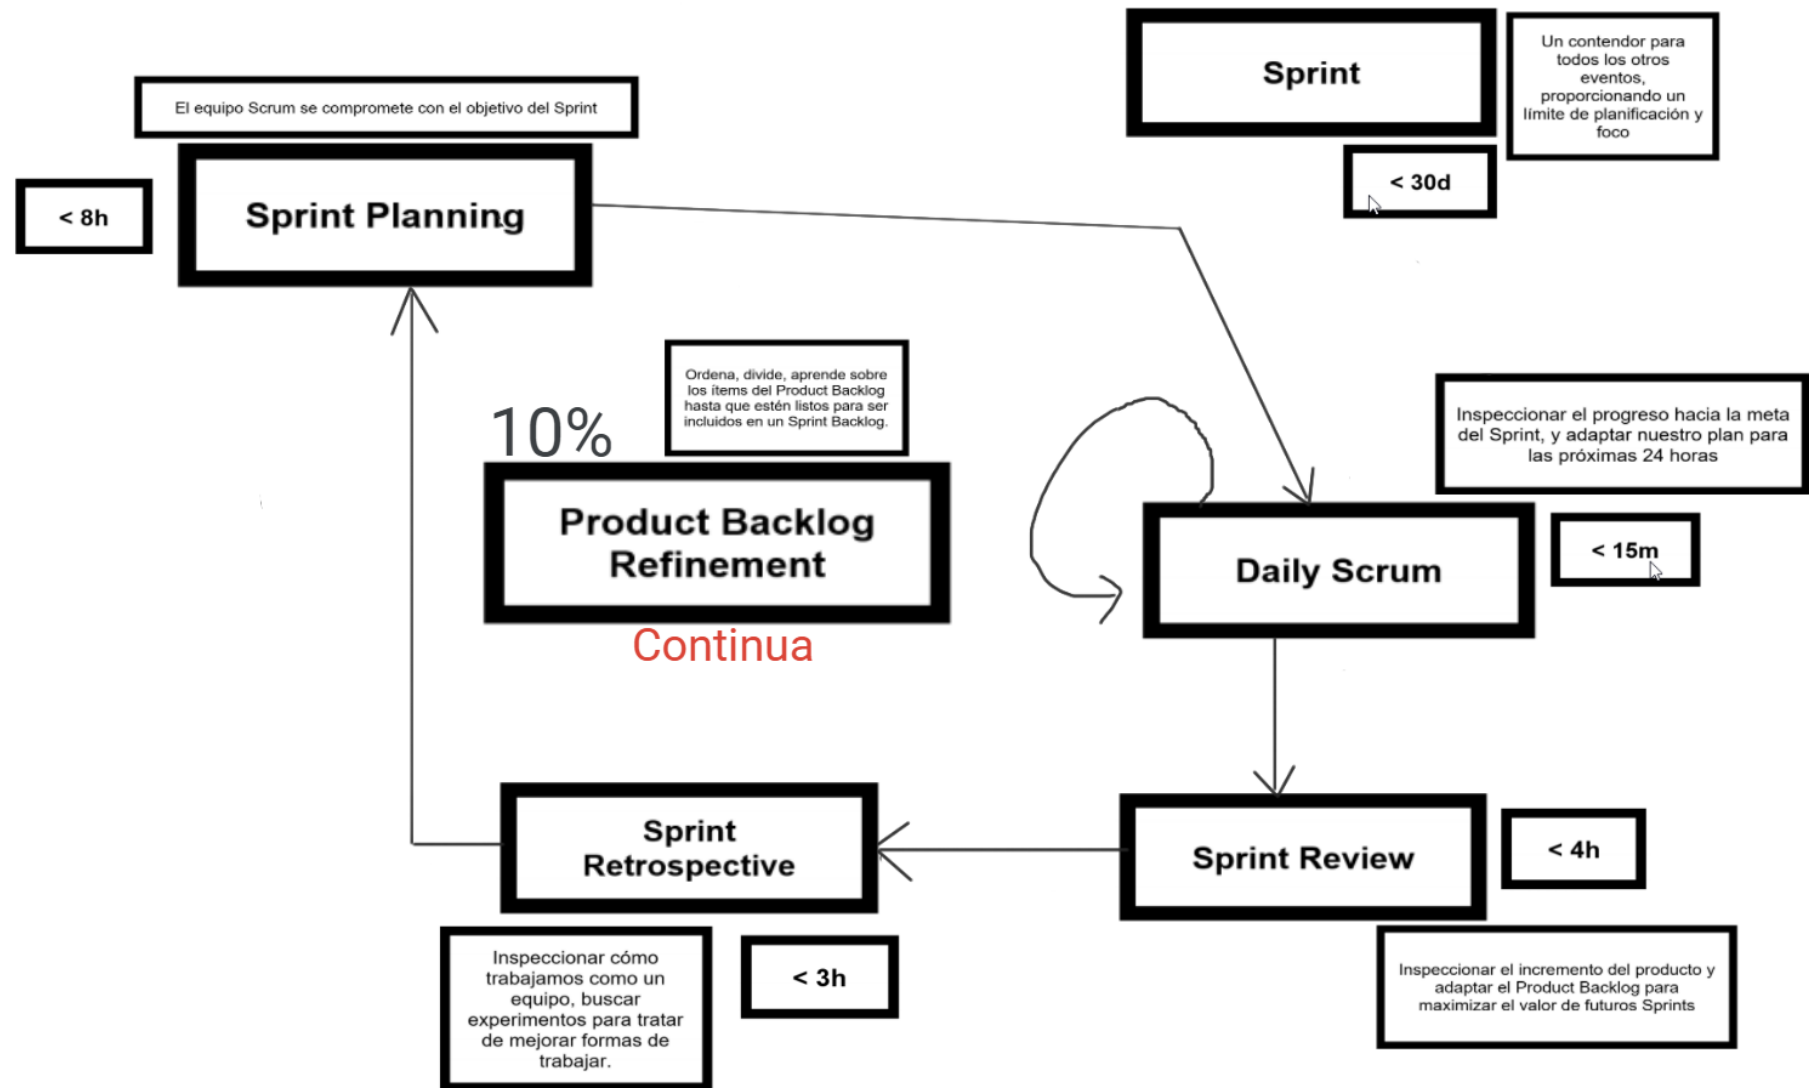 Sprint
Un contendor para
todos los otros
eventos,
proporcionando un
límite de planificación y
foco
< 30d
El equipo Scrum se compromete con el objetivo del Sprint
Sprint Planning
< 8h
Ordena, divide, aprende sobre
los ítems del Product Backlog
hasta que estén listos para ser
incluidos en un Sprint Backlog.
10%
Product Backlog
Refinement
Continua
Inspeccionar el progreso hacia la meta
del Sprint, y adaptar nuestro plan para
las próximas 24 horas
Daily Scrum
< 15m
Sprint
Retrospective
Inspeccionar cómo
trabajamos como un
equipo, buscar
experimentos para tratar
de mejorar formas de
trabajar.
< 3h
Sprint Review
< 4h
Inspeccionar el incremento del producto y
adaptar el Product Backlog para
maximizar el valor de futuros Sprints